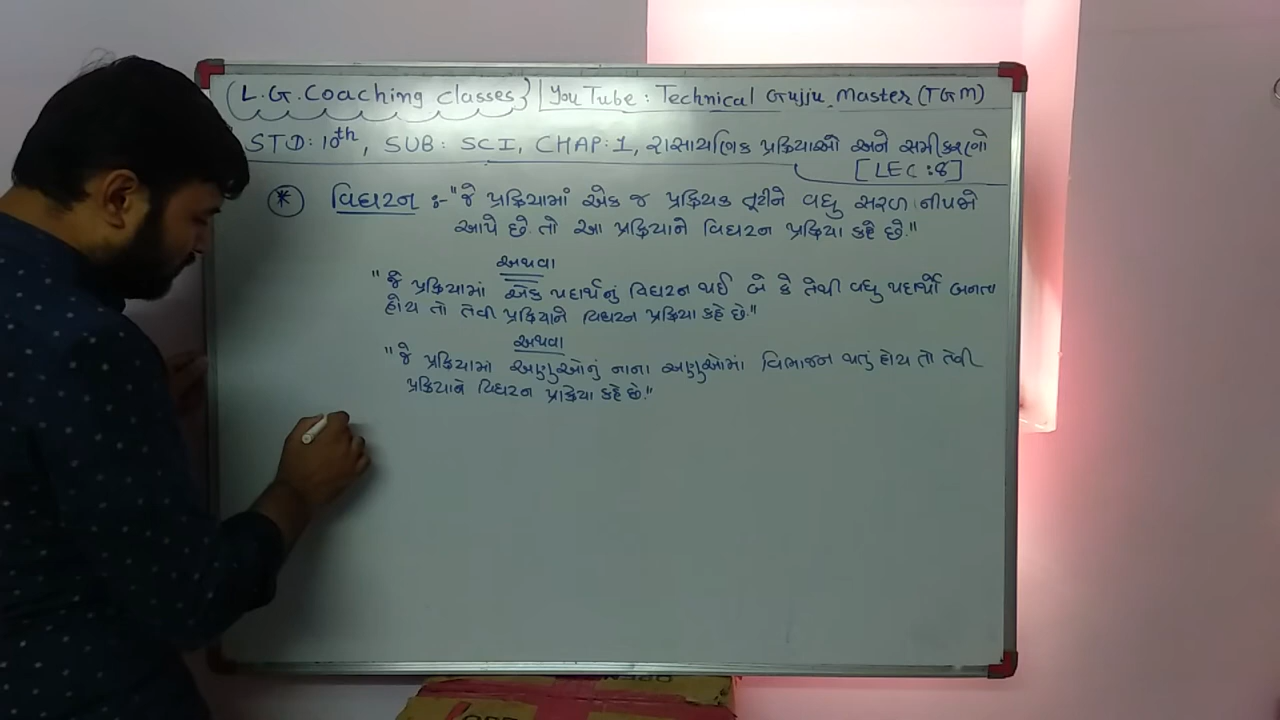 (L.G. Coaching classes} | YouTube : Technical Gujju Master (TGM)
STD: 10th, SUB: SCI, CHAP: 1, રાસાયણિક પ્રક્રિયાઓ અને સમીકરણો
[LEC:8]
* વિઘટન :- "જે પ્રક્રિયામાં એક જ પ્રક્રિયક તૂટીને વધુ સરળ નીપજો
આપે છે તો આ પ્રક્રિયાને વિઘટન પ્રક્રિયા કહે છે."
અથવા
"જે પ્રક્રિયામાં એક પદાર્થનું વિઘટન થઈ બે કે તેથી વધુ પદાર્થો બનતા
હોય તો તેવી પ્રક્રિયાને વિઘટન પ્રક્રિયા કહે છે."
અથવા
"જે પ્રક્રિયામાં અણુઓનું નાના અણુઓમાં વિભાજન થતું હોય તો તેવી
પ્રક્રિયાને વિઘટન પ્રક્રિયા કહે છે."